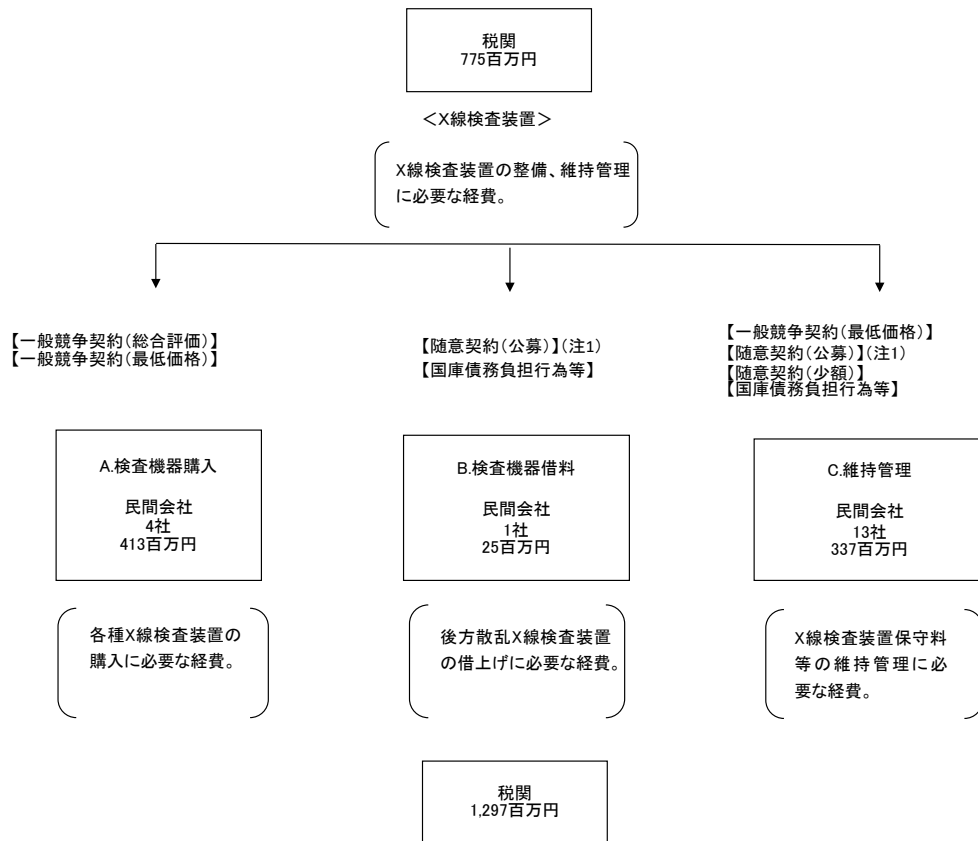 税関
775百万円
＜X線検査装置＞
X線検査装置の整備、維持管理
に必要な経費。
【一般競争契約(総合評価)】
【一般競争契約(最低価格)】
【随意契約(公募)】(注1)
【国庫債務負担行為等】
【一般競争契約(最低価格)】
【随意契約(公募)】(注1)
【随意契約(少額)】
【国庫債務負担行為等】
A.検査機器購入
民間会社
4社
413百万円
B.検査機器借料
民間会社
1社
25百万円
C.維持管理
民間会社
13社
337百万円
各種X線検査装置の
購入に必要な経費。
後方散乱X線検査装置
の借上げに必要な経費。
X線検査装置保守料
等の維持管理に必
要な経費。
税関
1,297百万円